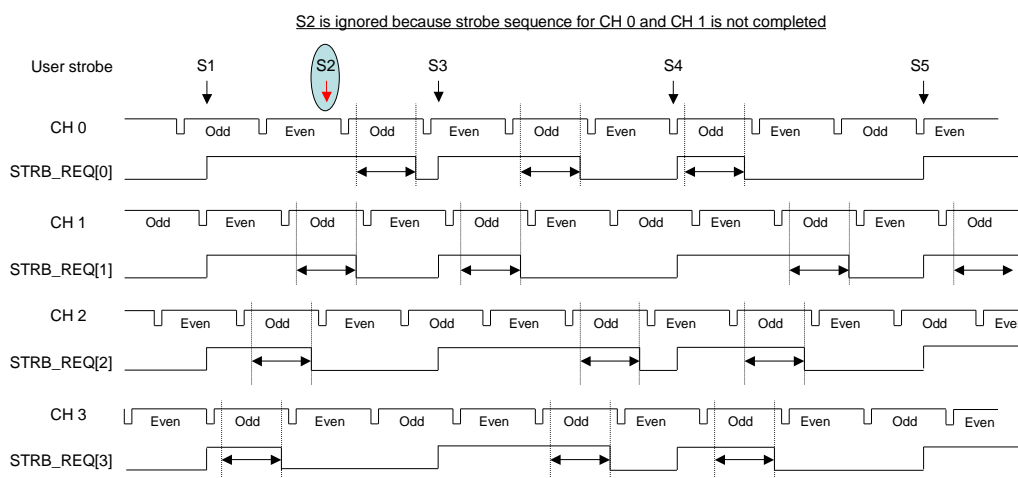 S2 is ignored because strobe sequence for CH 0 and CH 1 is not completed
User strobe S1 S2 S3 S4 S5
CH 0 Odd Even Odd Even Odd Even Odd Even Odd Even
STRB_REQ[0]
CH 1 Odd Even Odd Even Odd Even Odd Even Odd Even Odd
STRB_REQ[1]
CH 2 Even Odd Even Odd Even Odd Even Odd Even Odd Even
STRB_REQ[2]
CH 3 Even Odd Even Odd Even Odd Even Odd Even Odd Even
STRB_REQ[3]